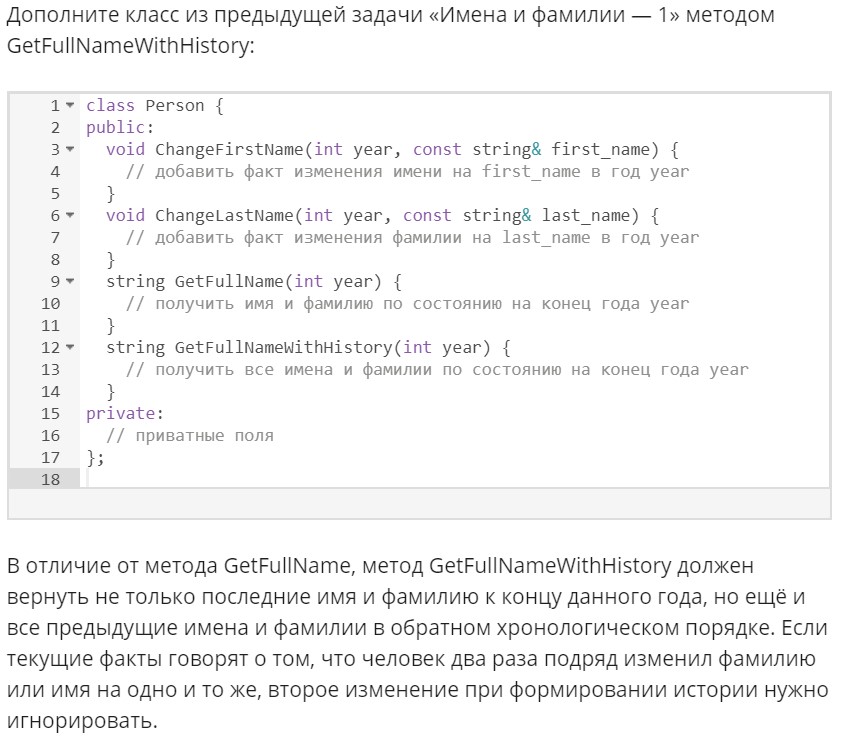 Дополните класс из предыдущей задачи «Имена и фамилии — 1» методом
GetFullNameWithHistory:
1 class Person {
2 public:
3   void ChangeFirstName(int year, const string& first_name) {
4     // добавить факт изменения имени на first_name в год year
5   }
6   void ChangeLastName(int year, const string& last_name) {
7     // добавить факт изменения фамилии на last_name в год year
8   }
9   string GetFullName(int year) {
10     // получить имя и фамилию по состоянию на конец года year
11   }
12   string GetFullNameWithHistory(int year) {
13     // получить все имена и фамилии по состоянию на конец года year
14   }
15 private:
16   // приватные поля
17 };
18
В отличие от метода GetFullName, метод GetFullNameWithHistory должен
вернуть не только последние имя и фамилию к концу данного года, но ещё и
все предыдущие имена и фамилии в обратном хронологическом порядке. Если
текущие факты говорят о том, что человек два раза подряд изменил фамилию
или имя на одно и то же, второе изменение при формировании истории нужно
игнорировать.